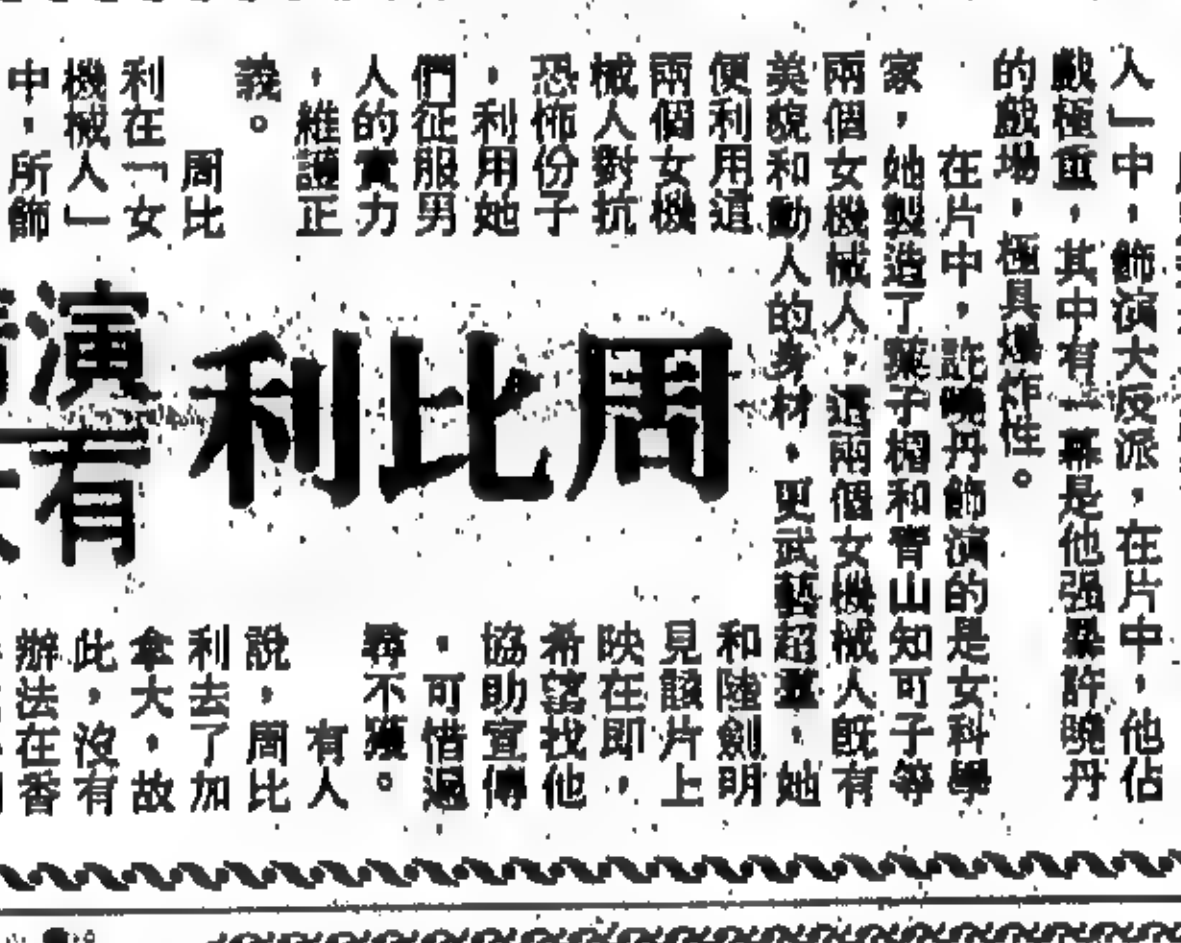 人」中，飾演大反派，在片中，他佔
戲極重，其中有一幕是他强暴許曉丹
的戲場，極具爆炸性。
在片中，許曉丹飾演的是女科學
家，她製造了葉子楣和青山知可子等
兩個女機械人，這兩個女機械人既有
美貌和動人的身材，更武藝超羣，她
便利用這
兩個女機
械人對抗
恐怖份子
，利用她
們征服男
人的實力
，維護正
義。
周比
利在「女
機械人」
中，所飾
周比利
演
有
和陸劍明
見該片上
映在即，
希望找他
協助宣傳
，可惜遍
尋不獲。
有人
說，周比
利去了加
拿大，故
此，沒有
辦法在香